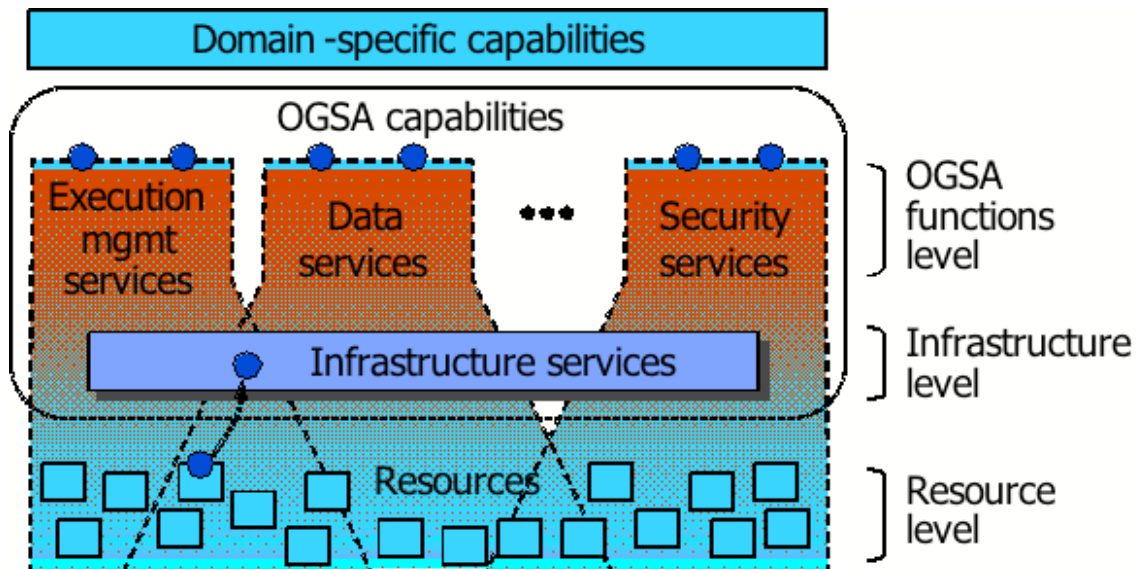 Domain -specific capabilities
OGSA capabilities
Execution
mgmt
services
Data
services
•••
Security
services
OGSA
functions
level
Infrastructure services
Infrastructure
level
Resources
Resource
level